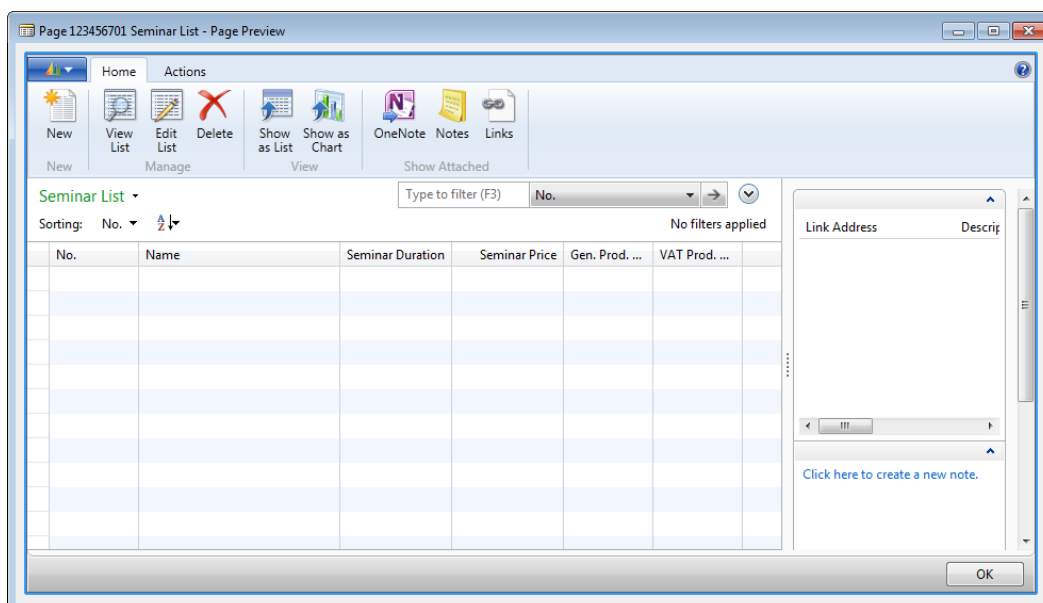 Page 123456701 Seminar List - Page Preview
Home Actions
New View List Edit List Delete Show as List Show as Chart OneNote Notes Links
New Manage View Show Attached
Seminar List Type to filter (F3) No.
Sorting: No. A Z No filters applied
Link Address Descrip
No. Name Seminar Duration Seminar Price Gen. Prod. ... VAT Prod. ...
Click here to create a new note.
OK